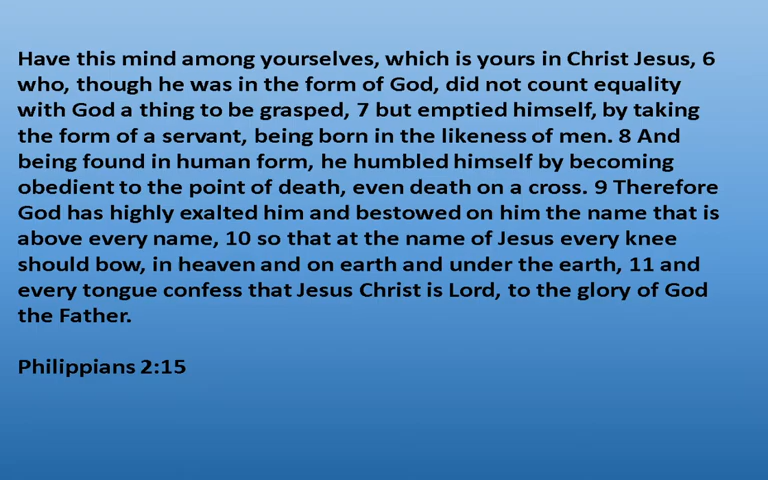 Have this mind among yourselves, which is yours in Christ Jesus, 6
who, though he was in the form of God, did not count equality
with God a thing to be grasped, 7 but emptied himself, by taking
the form of a servant, being born in the likeness of men. 8 And
being found in human form, he humbled himself by becoming
obedient to the point of death, even death on a cross. 9 Therefore
God has highly exalted him and bestowed on him the name that is
above every name, 10 so that at the name of Jesus every knee
should bow, in heaven and on earth and under the earth, 11 and
every tongue confess that Jesus Christ is Lord, to the glory of God
the Father.
Philippians 2:15